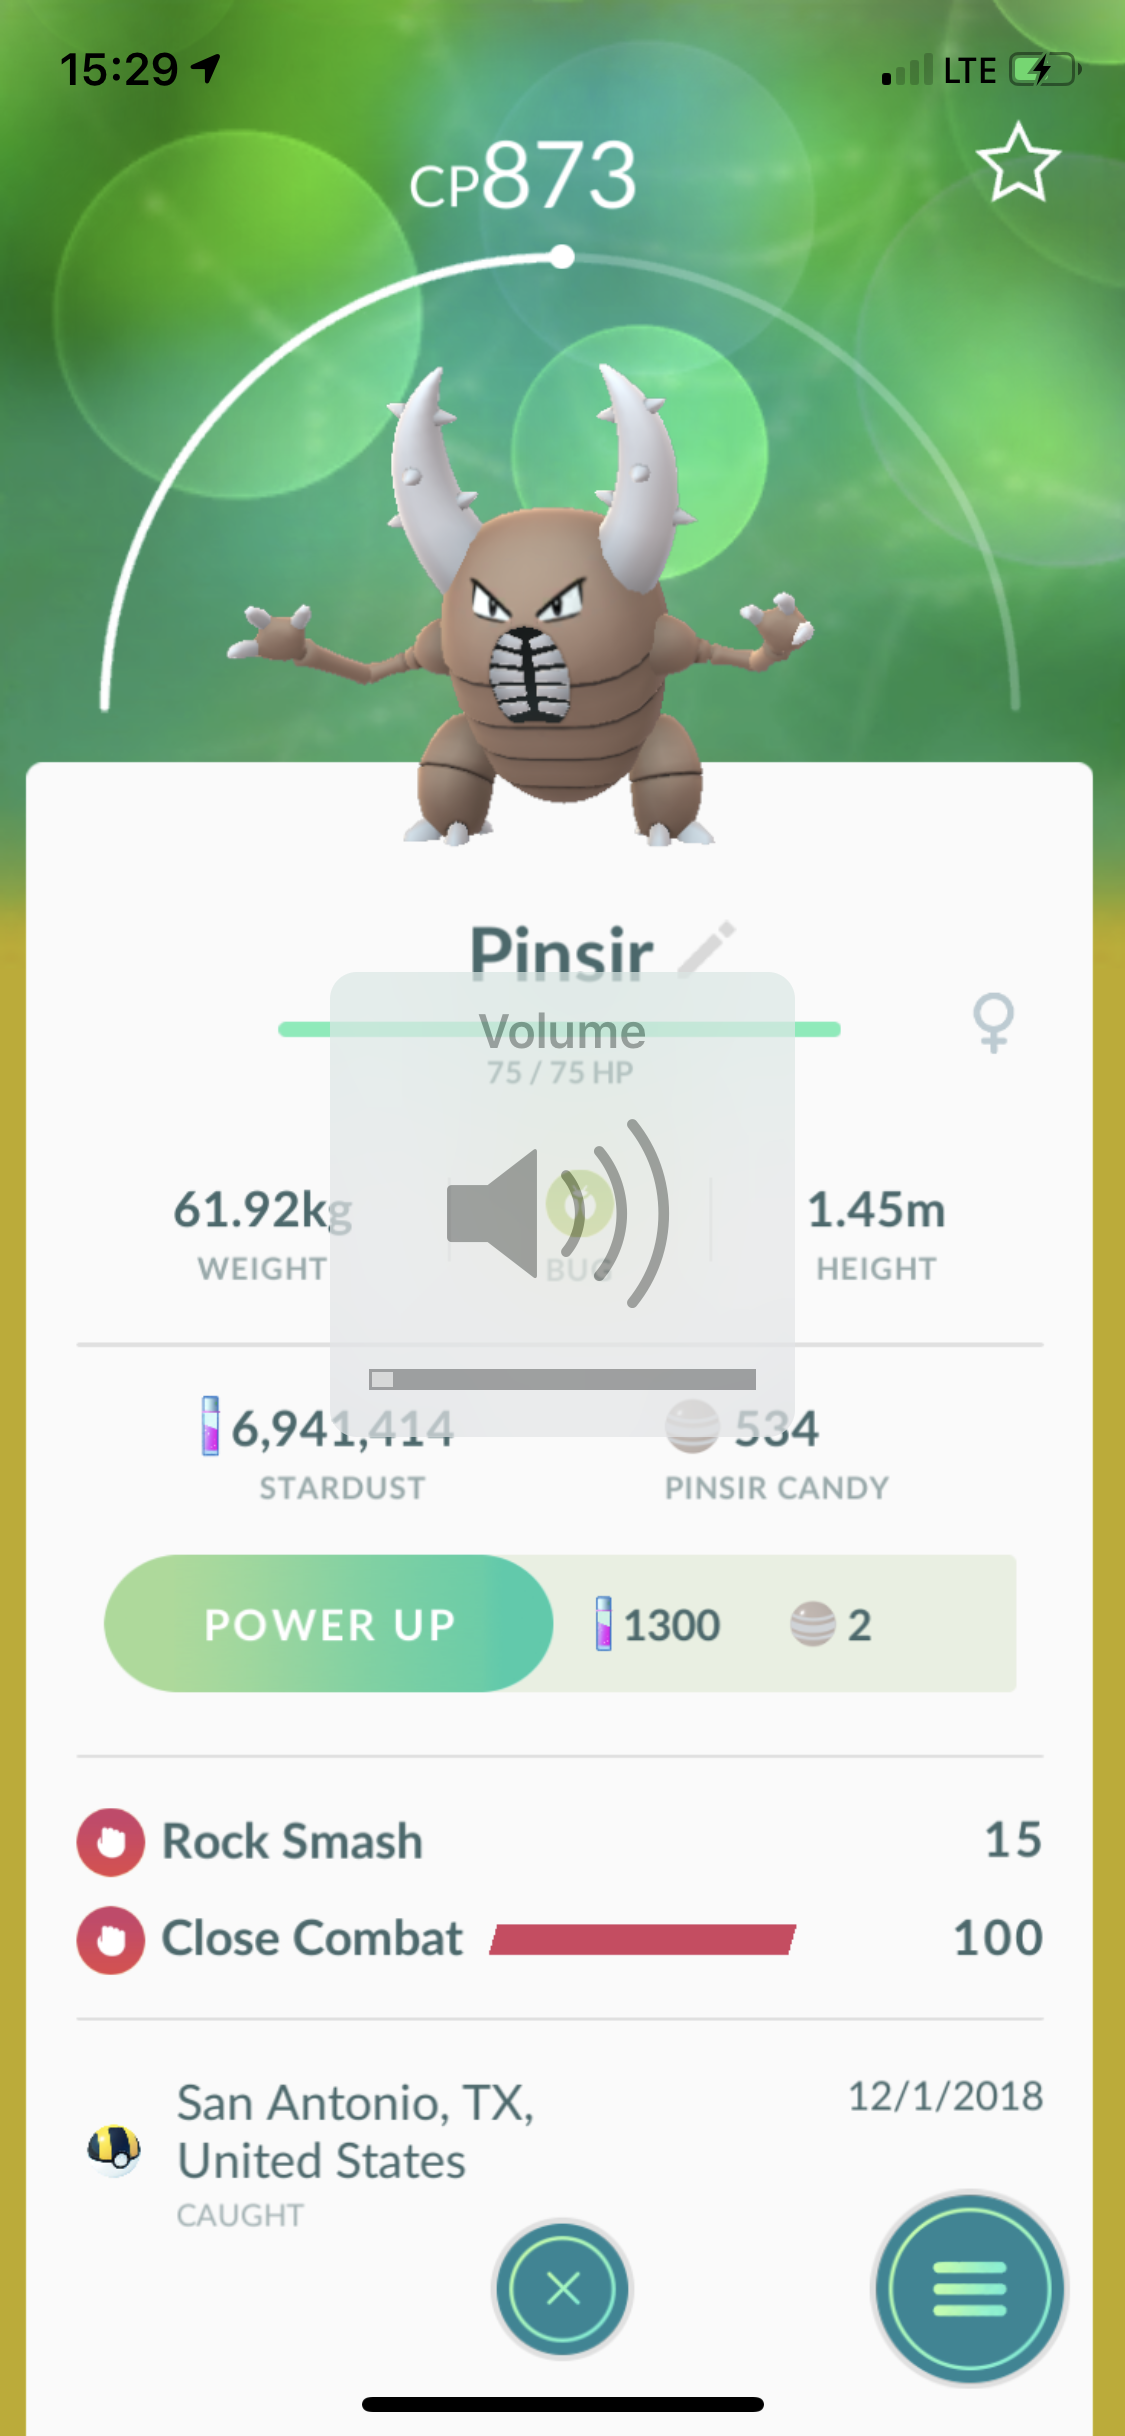 15:29 LTE
CP873
Pinsir
Volume
75 / 75 HP
61.92kg 1.45m
WEIGHT BUG HEIGHT
6,941,414 534
STARDUST PINSIR CANDY
POWER UP 1300 2
Rock Smash 15
Close Combat 100
San Antonio, TX, 12/1/2018
United States
CAUGHT